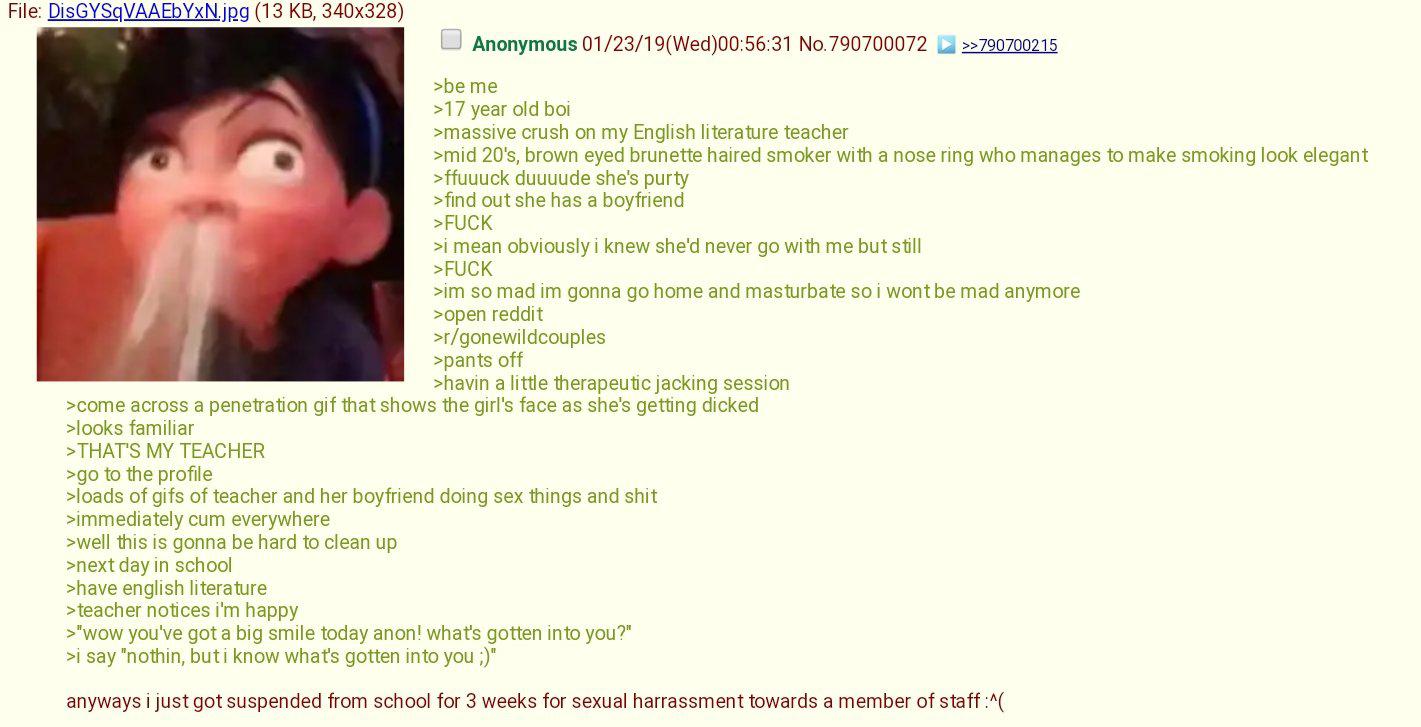 File: DisGYSqVAAEbYxN.jpg (13 KB, 340x328)
Anonymous 01/23/19(Wed)00:56:31 No.790700072 >>790700215
>be me
>17 year old boi
>massive crush on my English literature teacher
>mid 20's, brown eyed brunette haired smoker with a nose ring who manages to make smoking look elegant
>ffuuuck duuuude she's purty
>find out she has a boyfriend
>FUCK
>i mean obviously i knew she'd never go with me but still
>FUCK
>im so mad im gonna go home and masturbate so i wont be mad anymore
>open reddit
>r/gonewildcouples
>pants off
>havin a little therapeutic jacking session
>come across a penetration gif that shows the girl's face as she's getting dicked
>looks familiar
>THAT'S MY TEACHER
>go to the profile
>loads of gifs of teacher and her boyfriend doing sex things and shit
>immediately cum everywhere
>well this is gonna be hard to clean up
>next day in school
>have english literature
>teacher notices i'm happy
>"wow you've got a big smile today anon! what's gotten into you?"
>i say "nothin, but i know what's gotten into you ;)"
anyways i just got suspended from school for 3 weeks for sexual harrassment towards a member of staff :^(